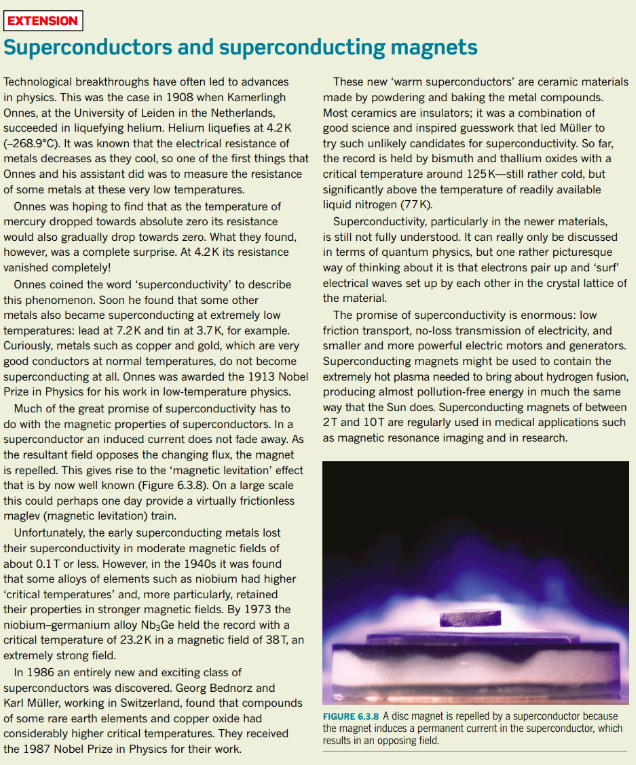 EXTENSION
Superconductors and superconducting magnets
Technological breakthroughs have often led to advances
in physics. This was the case in 1908 when Kamerlingh
Onnes, at the University of Leiden in the Netherlands,
succeeded in liquefying helium. Helium liquefies at 4.2 K
(–268.9°C). It was known that the electrical resistance of
metals decreases as they cool, so one of the first things that
Onnes and his assistant did was to measure the resistance
of some metals at these very low temperatures.
Onnes was hoping to find that as the temperature of
mercury dropped towards absolute zero its resistance
would also gradually drop towards zero. What they found,
however, was a complete surprise. At 4.2 K its resistance
vanished completely!
Onnes coined the word ‘superconductivity’ to describe
this phenomenon. Soon he found that some other
metals also became superconducting at extremely low
temperatures: lead at 7.2 K and tin at 3.7 K, for example.
Curiously, metals such as copper and gold, which are very
good conductors at normal temperatures, do not become
superconducting at all. Onnes was awarded the 1913 Nobel
Prize in Physics for his work in low-temperature physics.
Much of the great promise of superconductivity has to
do with the magnetic properties of superconductors. In a
superconductor an induced current does not fade away. As
the resultant field opposes the changing flux, the magnet
is repelled. This gives rise to the ‘magnetic levitation’ effect
that is by now well known (Figure 6.3.8). On a large scale
this could perhaps one day provide a virtually frictionless
maglev (magnetic levitation) train.
Unfortunately, the early superconducting metals lost
their superconductivity in moderate magnetic fields of
about 0.1 T or less. However, in the 1940s it was found
that some alloys of elements such as niobium had higher
‘critical temperatures’ and, more particularly, retained
their properties in stronger magnetic fields. By 1973 the
niobium–germanium alloy Nb₃Ge held the record with a
critical temperature of 23.2 K in a magnetic field of 38 T, an
extremely strong field.
In 1986 an entirely new and exciting class of
superconductors was discovered. Georg Bednorz and
Karl Müller, working in Switzerland, found that compounds
of some rare earth elements and copper oxide had
considerably higher critical temperatures. They received
the 1987 Nobel Prize in Physics for their work.
These new ‘warm superconductors’ are ceramic materials
made by powdering and baking the metal compounds.
Most ceramics are insulators; it was a combination of
good science and inspired guesswork that led Müller to
try such unlikely candidates for superconductivity. So far,
the record is held by bismuth and thallium oxides with a
critical temperature around 125 K—still rather cold, but
significantly above the temperature of readily available
liquid nitrogen (77 K).
Superconductivity, particularly in the newer materials,
is still not fully understood. It can really only be discussed
in terms of quantum physics, but one rather picturesque
way of thinking about it is that electrons pair up and ‘surf’
electrical waves set up by each other in the crystal lattice of
the material.
The promise of superconductivity is enormous: low
friction transport, no-loss transmission of electricity, and
smaller and more powerful electric motors and generators.
Superconducting magnets might be used to contain the
extremely hot plasma needed to bring about hydrogen fusion,
producing almost pollution-free energy in much the same
way that the Sun does. Superconducting magnets of between
2 T and 10 T are regularly used in medical applications such
as magnetic resonance imaging and in research.
FIGURE 6.3.8 A disc magnet is repelled by a superconductor because
the magnet induces a permanent current in the superconductor, which
results in an opposing field.